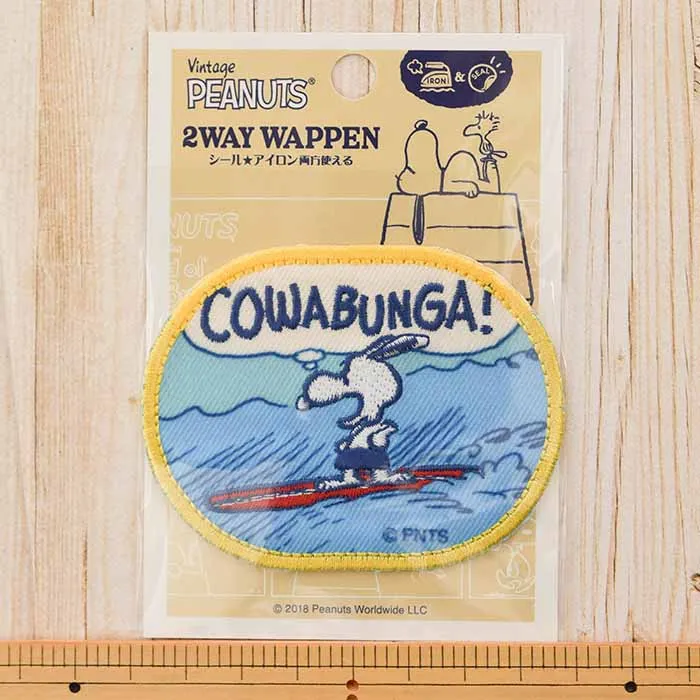 Vintage
PEANUTS®
IRON & SEAL
2WAY WAPPEN
シール★アイロン両方使える
NUTS
COWABUNGA!
© PNTS
© 2018 Peanuts Worldwide LLC